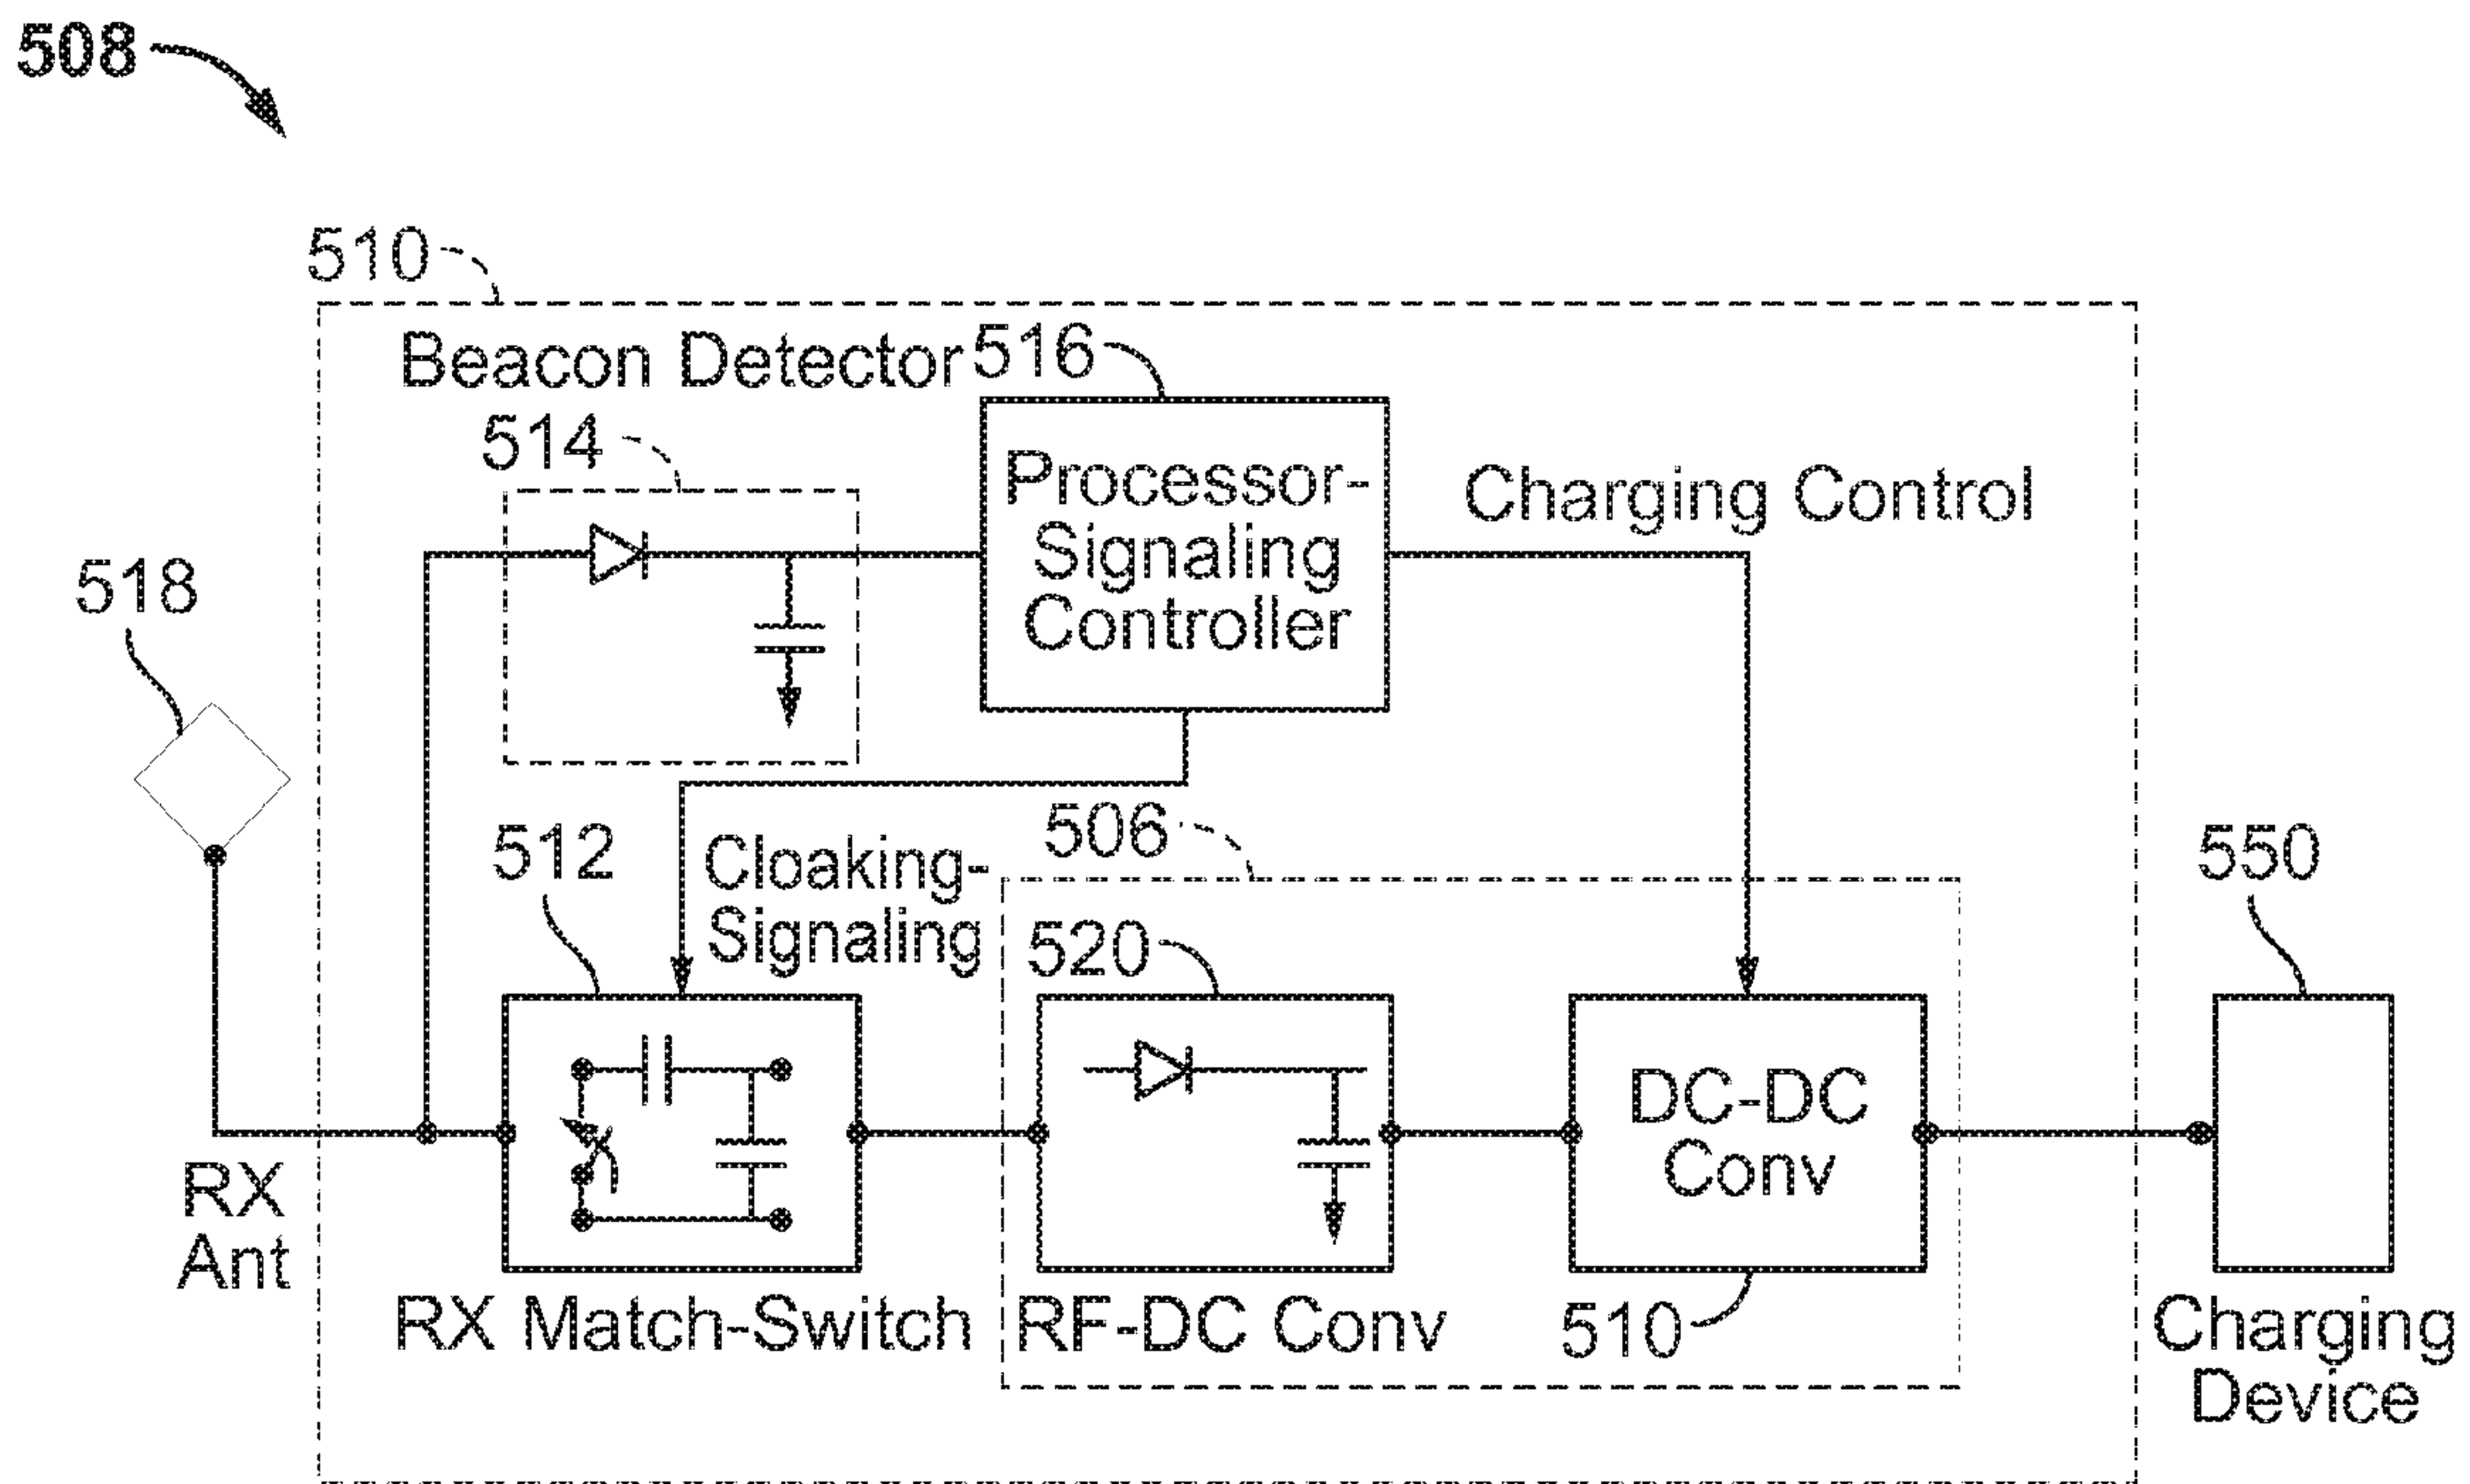 508
510
Beacon Detector
516
514
Processor-
Signaling
Controller
Charging Control
518
512
Cloaking-
Signaling
506
520
550
DC-DC
Conv
RX
Ant
RX Match-Switch
RF-DC Conv
510
Charging
Device